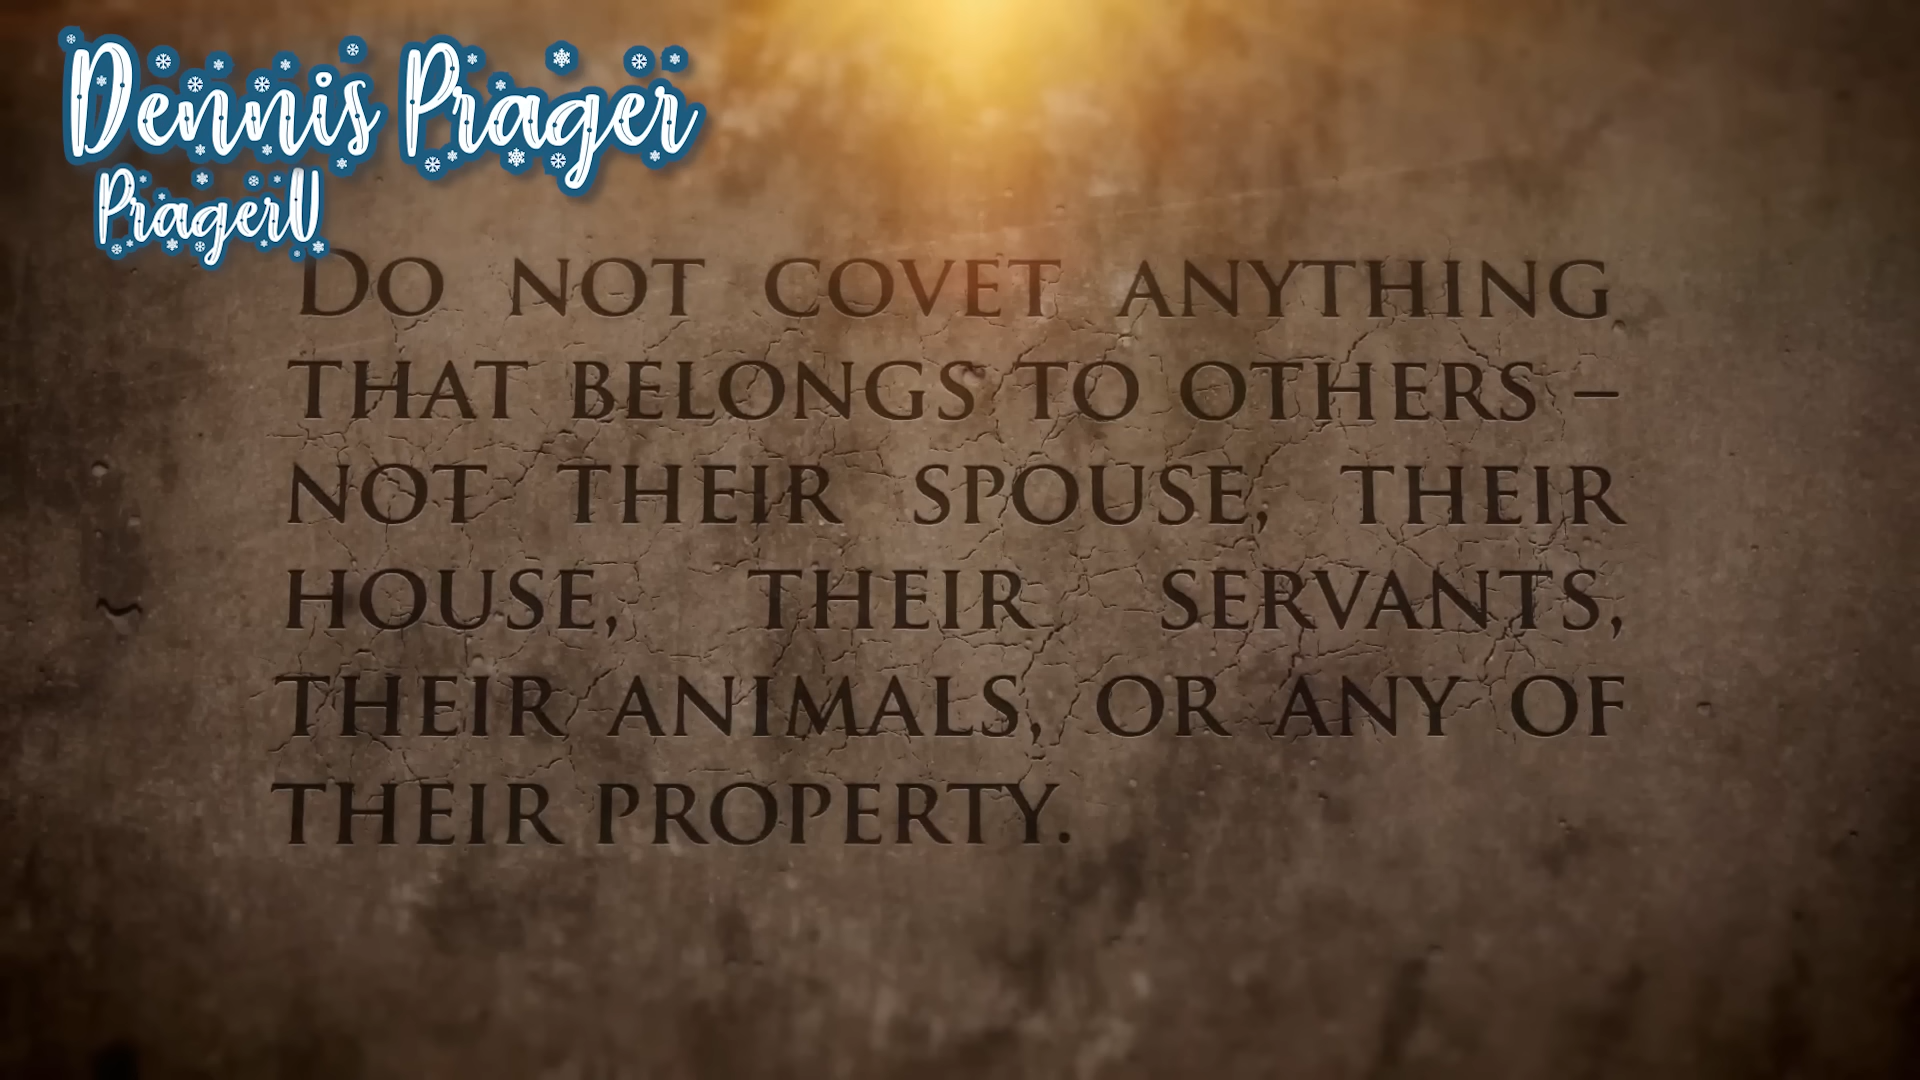 Dennis Prager
PragerU
DO NOT COVET ANYTHING
THAT BELONGS TO OTHERS –
NOT THEIR SPOUSE, THEIR
HOUSE, THEIR SERVANTS,
THEIR ANIMALS, OR ANY OF
THEIR PROPERTY.